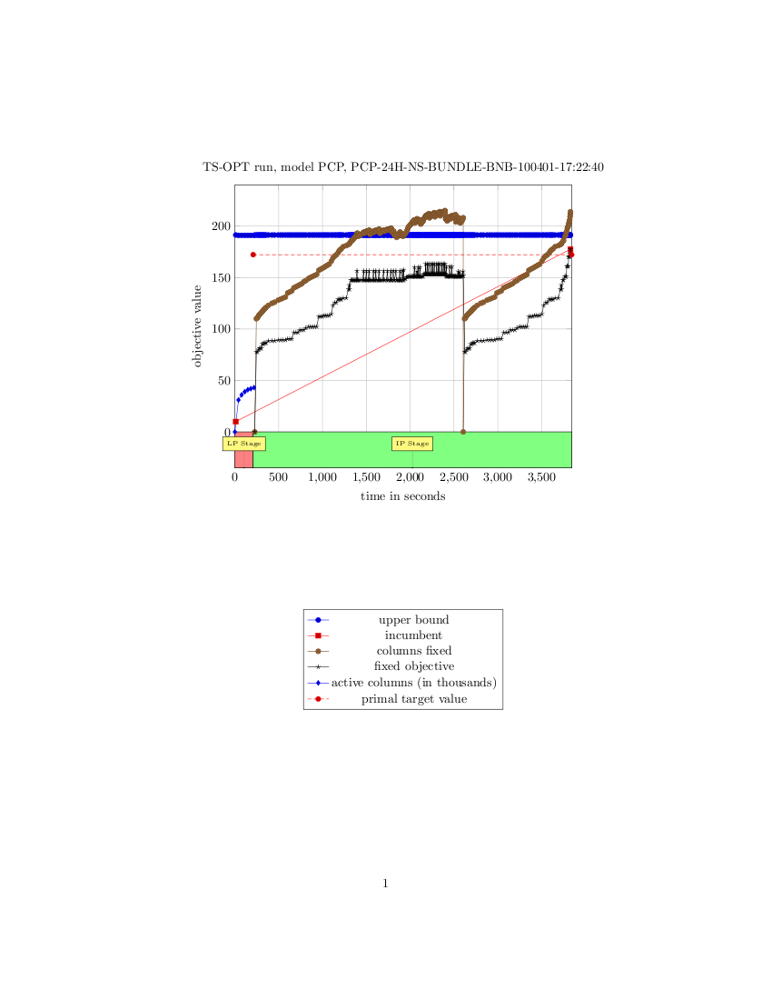 TS-OPT run, model PCP, PCP-24H-NS-BUNDLE-BNB-100401-17:22:40
200
150
100
50
0
objective value
LP Stage
IP Stage
0 500 1,000 1,500 2,000 2,500 3,000 3,500
time in seconds
upper bound
incumbent
columns fixed
fixed objective
active columns (in thousands)
primal target value
1